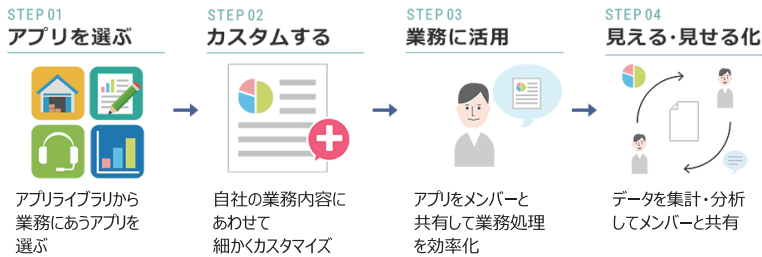 STEP 01
アプリを選ぶ
アプリライブラリから
業務にあうアプリを
選ぶ
STEP 02
カスタムする
自社の業務内容に
あわせて
細かくカスタマイズ
STEP 03
業務に活用
アプリをメンバーと
共有して業務処理
を効率化
STEP 04
見える・見せる化
データを集計・分析
してメンバーと共有